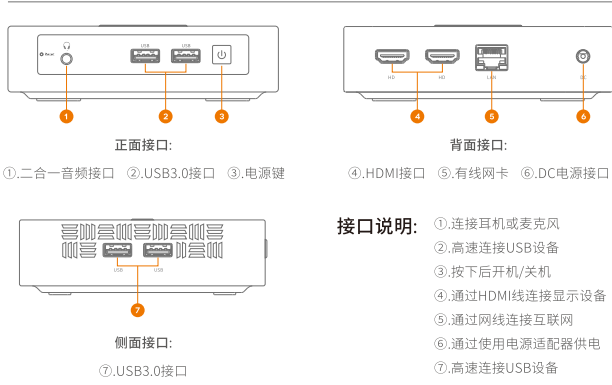 Reset
USB USB
1 2 3
正面接口:
①.二合一音频接口 ②.USB3.0接口 ③.电源键
HD HD LAN DC
4 5 6
背面接口:
④.HDMI接口 ⑤.有线网卡 ⑥.DC电源接口
USB USB
7
侧面接口:
⑦.USB3.0接口
接口说明:
①.连接耳机或麦克风
②.高速连接USB设备
③.按下后开机/关机
④.通过HDMI线连接显示设备
⑤.通过网线连接互联网
⑥.通过使用电源适配器供电
⑦.高速连接USB设备